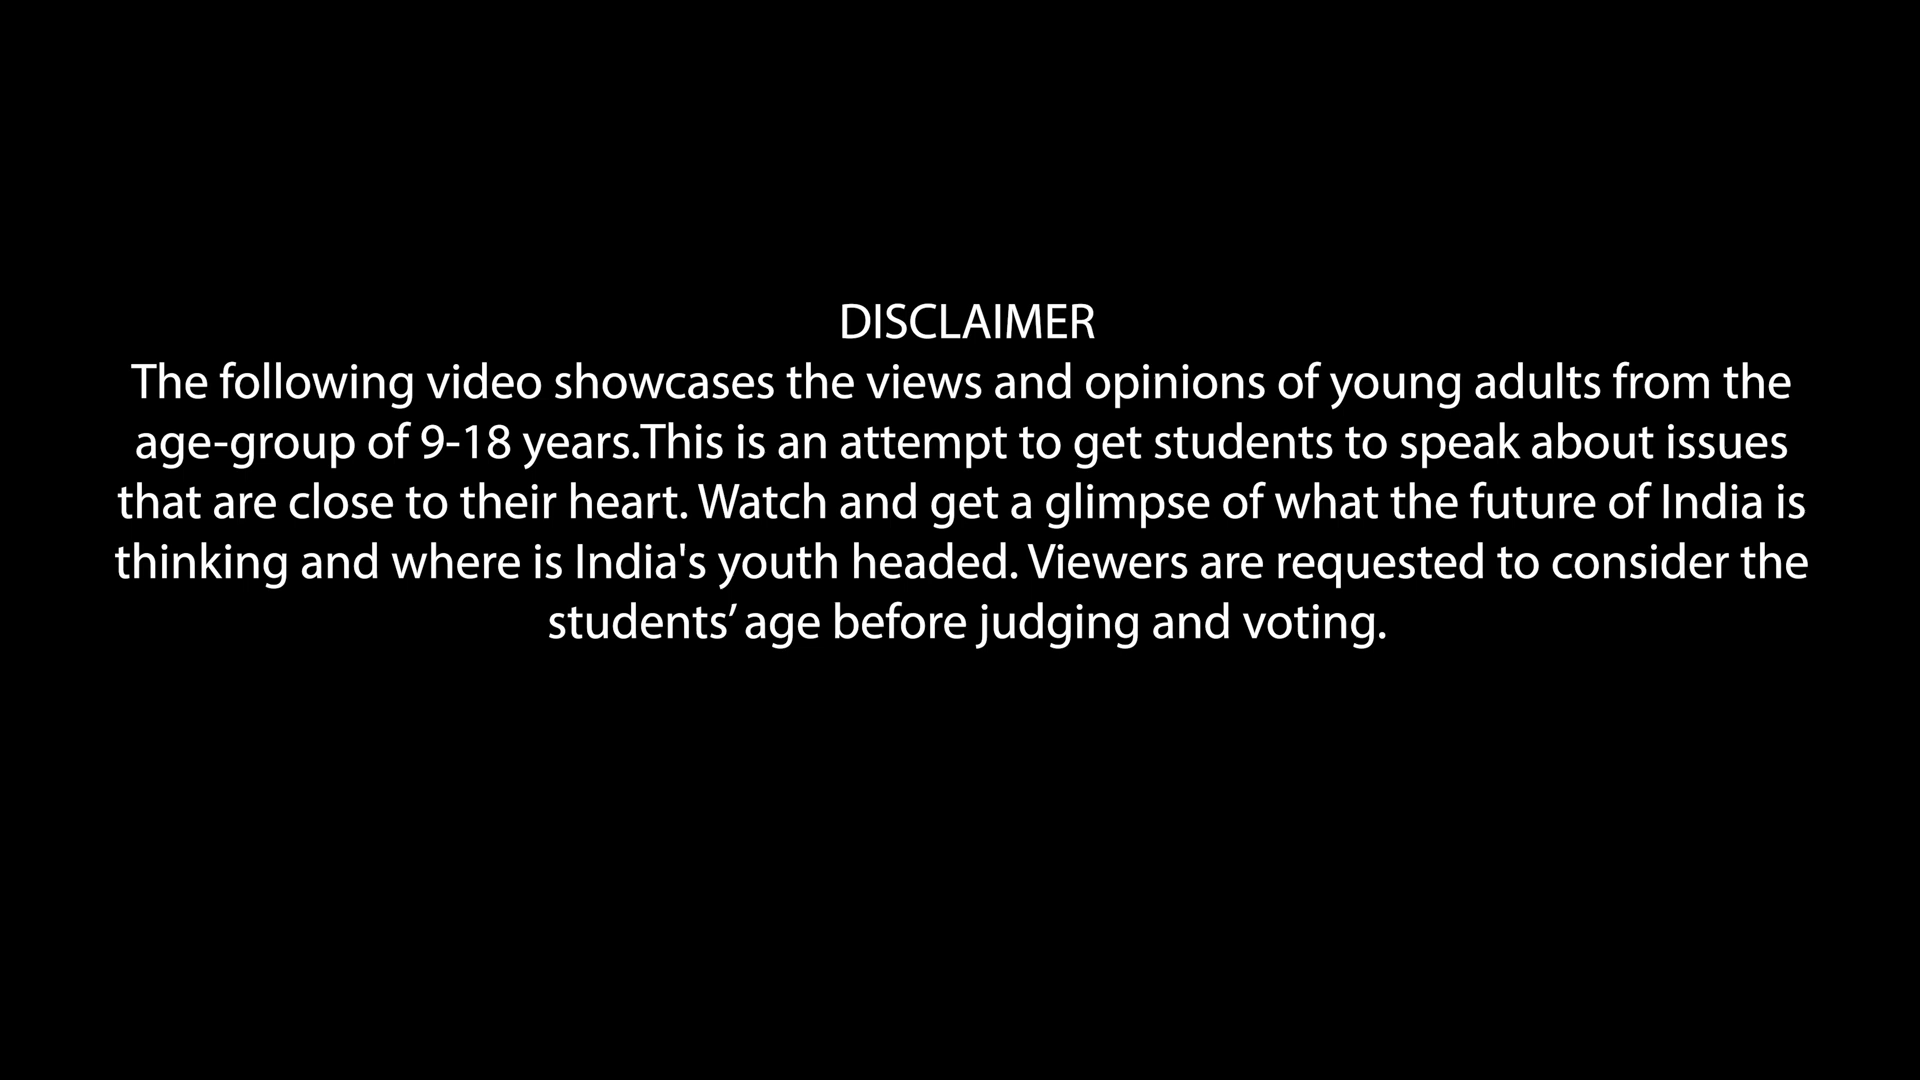 DISCLAIMER
The following video showcases the views and opinions of young adults from the
age-group of 9-18 years.This is an attempt to get students to speak about issues
that are close to their heart. Watch and get a glimpse of what the future of India is
thinking and where is India's youth headed. Viewers are requested to consider the
students’ age before judging and voting.